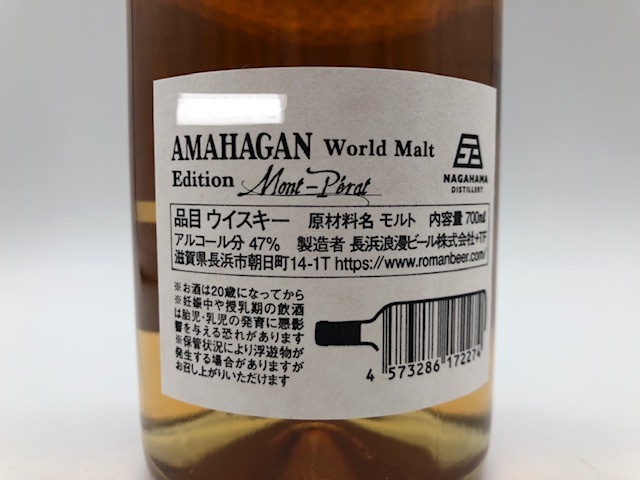 AMAHAGAN World Malt
Edition Mont-Pérat
NAGAHAMA
DISTILLERY
品目 ウイスキー 原材料名 モルト 内容量 700ml
アルコール分 47% 製造者 長浜浪漫ビール株式会社+TF
滋賀県長浜市朝日町14-1T https://www.romanbeer.com/
※お酒は20歳になってから
※妊娠中や授乳期の飲酒
は胎児・乳児の発育に悪影
響を与える恐れがあります
※保管状況により浮遊物が
発生する場合がありますが
お召し上がりいただけます
4 573286 172274